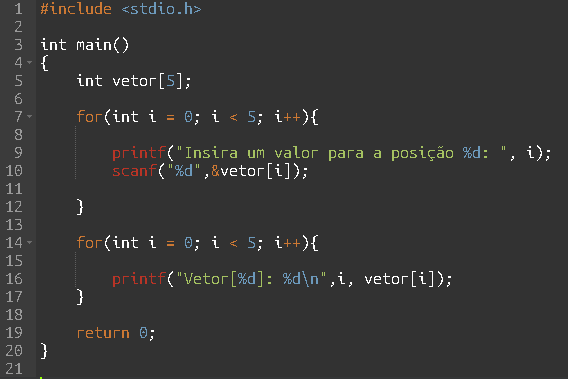 1 #include <stdio.h>
2
3 int main()
4 {
5     int vetor[5];
6
7     for(int i = 0; i < 5; i++){
8
9         printf("Insira um valor para a posição %d: ", i);
10         scanf("%d",&vetor[i]);
11
12     }
13
14     for(int i = 0; i < 5; i++){
15
16         printf("Vetor[%d]: %d\n",i, vetor[i]);
17     }
18
19     return 0;
20 }
21